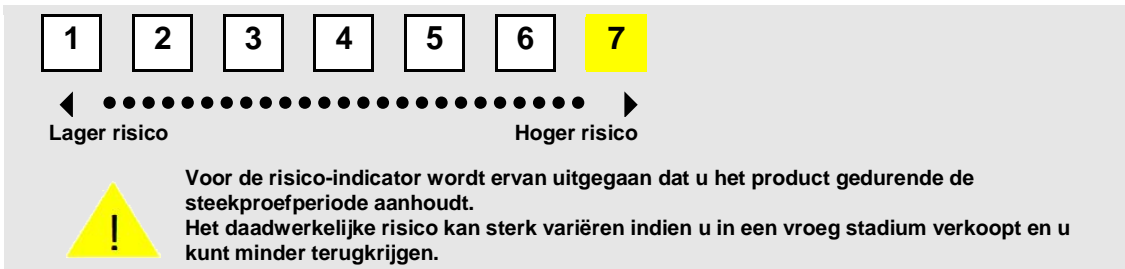 1 2 3 4 5 6 7
Lager risico Hoger risico
Voor de risico-indicator wordt ervan uitgegaan dat u het product gedurende de
steekproefperiode aanhoudt.
Het daadwerkelijke risico kan sterk variëren indien u in een vroeg stadium verkoopt en u
kunt minder terugkrijgen.
!